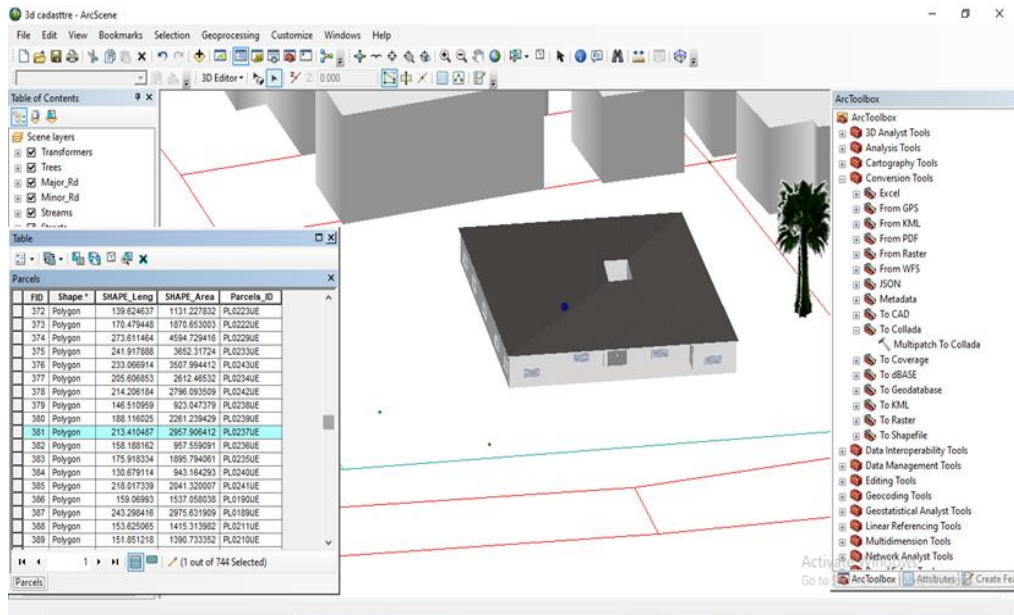 3d cadasttre - ArcScene
File Edit View Bookmarks Selection Geoprocessing Customize Windows Help
3D Editor
Z: 0.000
Table of Contents
Scene layers
Transformers
Trees
Major_Rd
Minor_Rd
Streams
Table
Parcels
FID Shape * SHAPE_Leng SHAPE_Area Parcels_ID
372 Polygon 139.624637 1131.227832 PL0223UE
373 Polygon 170.479448 1870.653003 PL0222UE
374 Polygon 273.611464 4594.729416 PL0229UE
375 Polygon 241.917888 3652.31724 PL0233UE
376 Polygon 233.066914 3507.994412 PL0243UE
377 Polygon 205.606853 2612.46532 PL0234UE
378 Polygon 214.206184 2796.093509 PL0242UE
379 Polygon 146.510959 923.047379 PL0238UE
380 Polygon 188.116025 2261.239429 PL0239UE
381 Polygon 213.410487 2957.906412 PL0237UE
382 Polygon 158.188162 957.559091 PL0236UE
383 Polygon 175.918334 1895.794061 PL0235UE
384 Polygon 130.679114 943.164293 PL0240UE
385 Polygon 218.017339 2041.320007 PL0241UE
386 Polygon 159.06993 1537.058038 PL0190UE
387 Polygon 243.298416 2975.631909 PL0189UE
388 Polygon 153.625065 1415.313982 PL0211UE
389 Polygon 151.851218 1390.733352 PL0210UE
1
(1 out of 744 Selected)
Parcels
ArcToolbox
ArcToolbox
3D Analyst Tools
Analysis Tools
Cartography Tools
Conversion Tools
Excel
From GPS
From KML
From PDF
From Raster
From WFS
JSON
Metadata
To CAD
To Collada
Multipatch To Collada
To Coverage
To dBASE
To Geodatabase
To KML
To Raster
To Shapefile
Data Interoperability Tools
Data Management Tools
Editing Tools
Geocoding Tools
Geostatistical Analyst Tools
Linear Referencing Tools
Multidimension Tools
Network Analyst Tools
ArcToolbox Attributes Create Fea
Go to